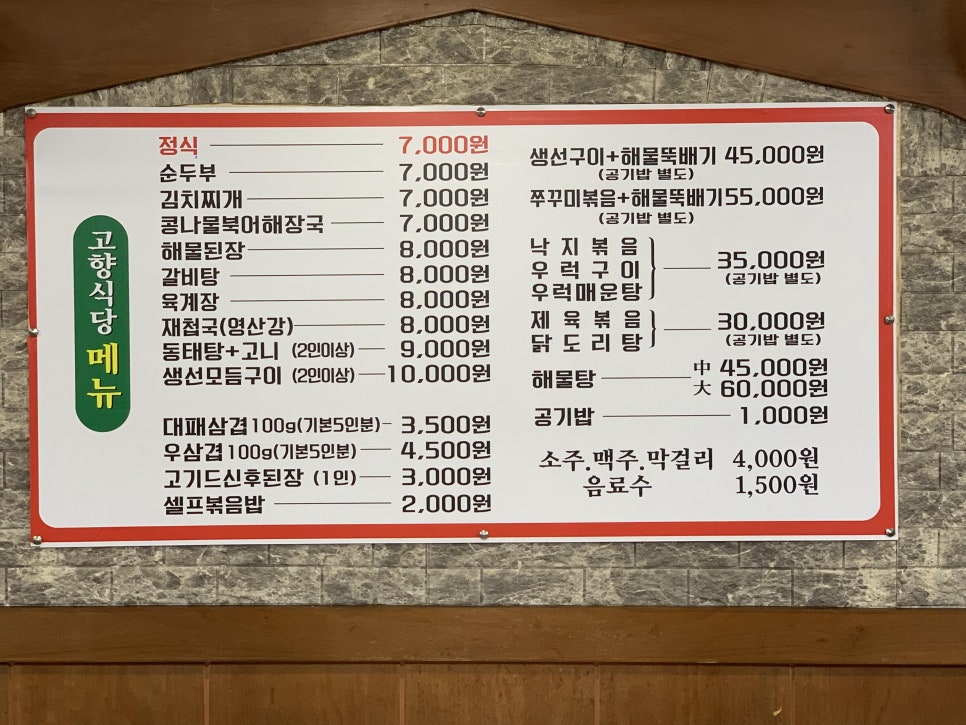 고향식당 메뉴
정식 7,000원
순두부 7,000원
김치찌개 7,000원
콩나물북어해장국 7,000원
해물된장 8,000원
갈비탕 8,000원
육계장 8,000원
재첩국(영산강) 8,000원
동태탕+고니 (2인이상) 9,000원
생선모듬구이 (2인이상) 10,000원
대패삼겹100g(기본5인분) 3,500원
우삼겹100g(기본5인분) 4,500원
고기드신후된장 (1인) 3,000원
셀프볶음밥 2,000원
생선구이+해물뚝배기 45,000원
(공기밥 별도)
쭈꾸미볶음+해물뚝배기55,000원
(공기밥 별도)
낙지볶음
우럭구이 35,000원
(공기밥 별도)
우럭매운탕
제육볶음 30,000원
닭도리탕 (공기밥 별도)
해물탕 中 45,000원
大 60,000원
공기밥 1,000원
소주.맥주.막걸리 4,000원
음료수 1,500원